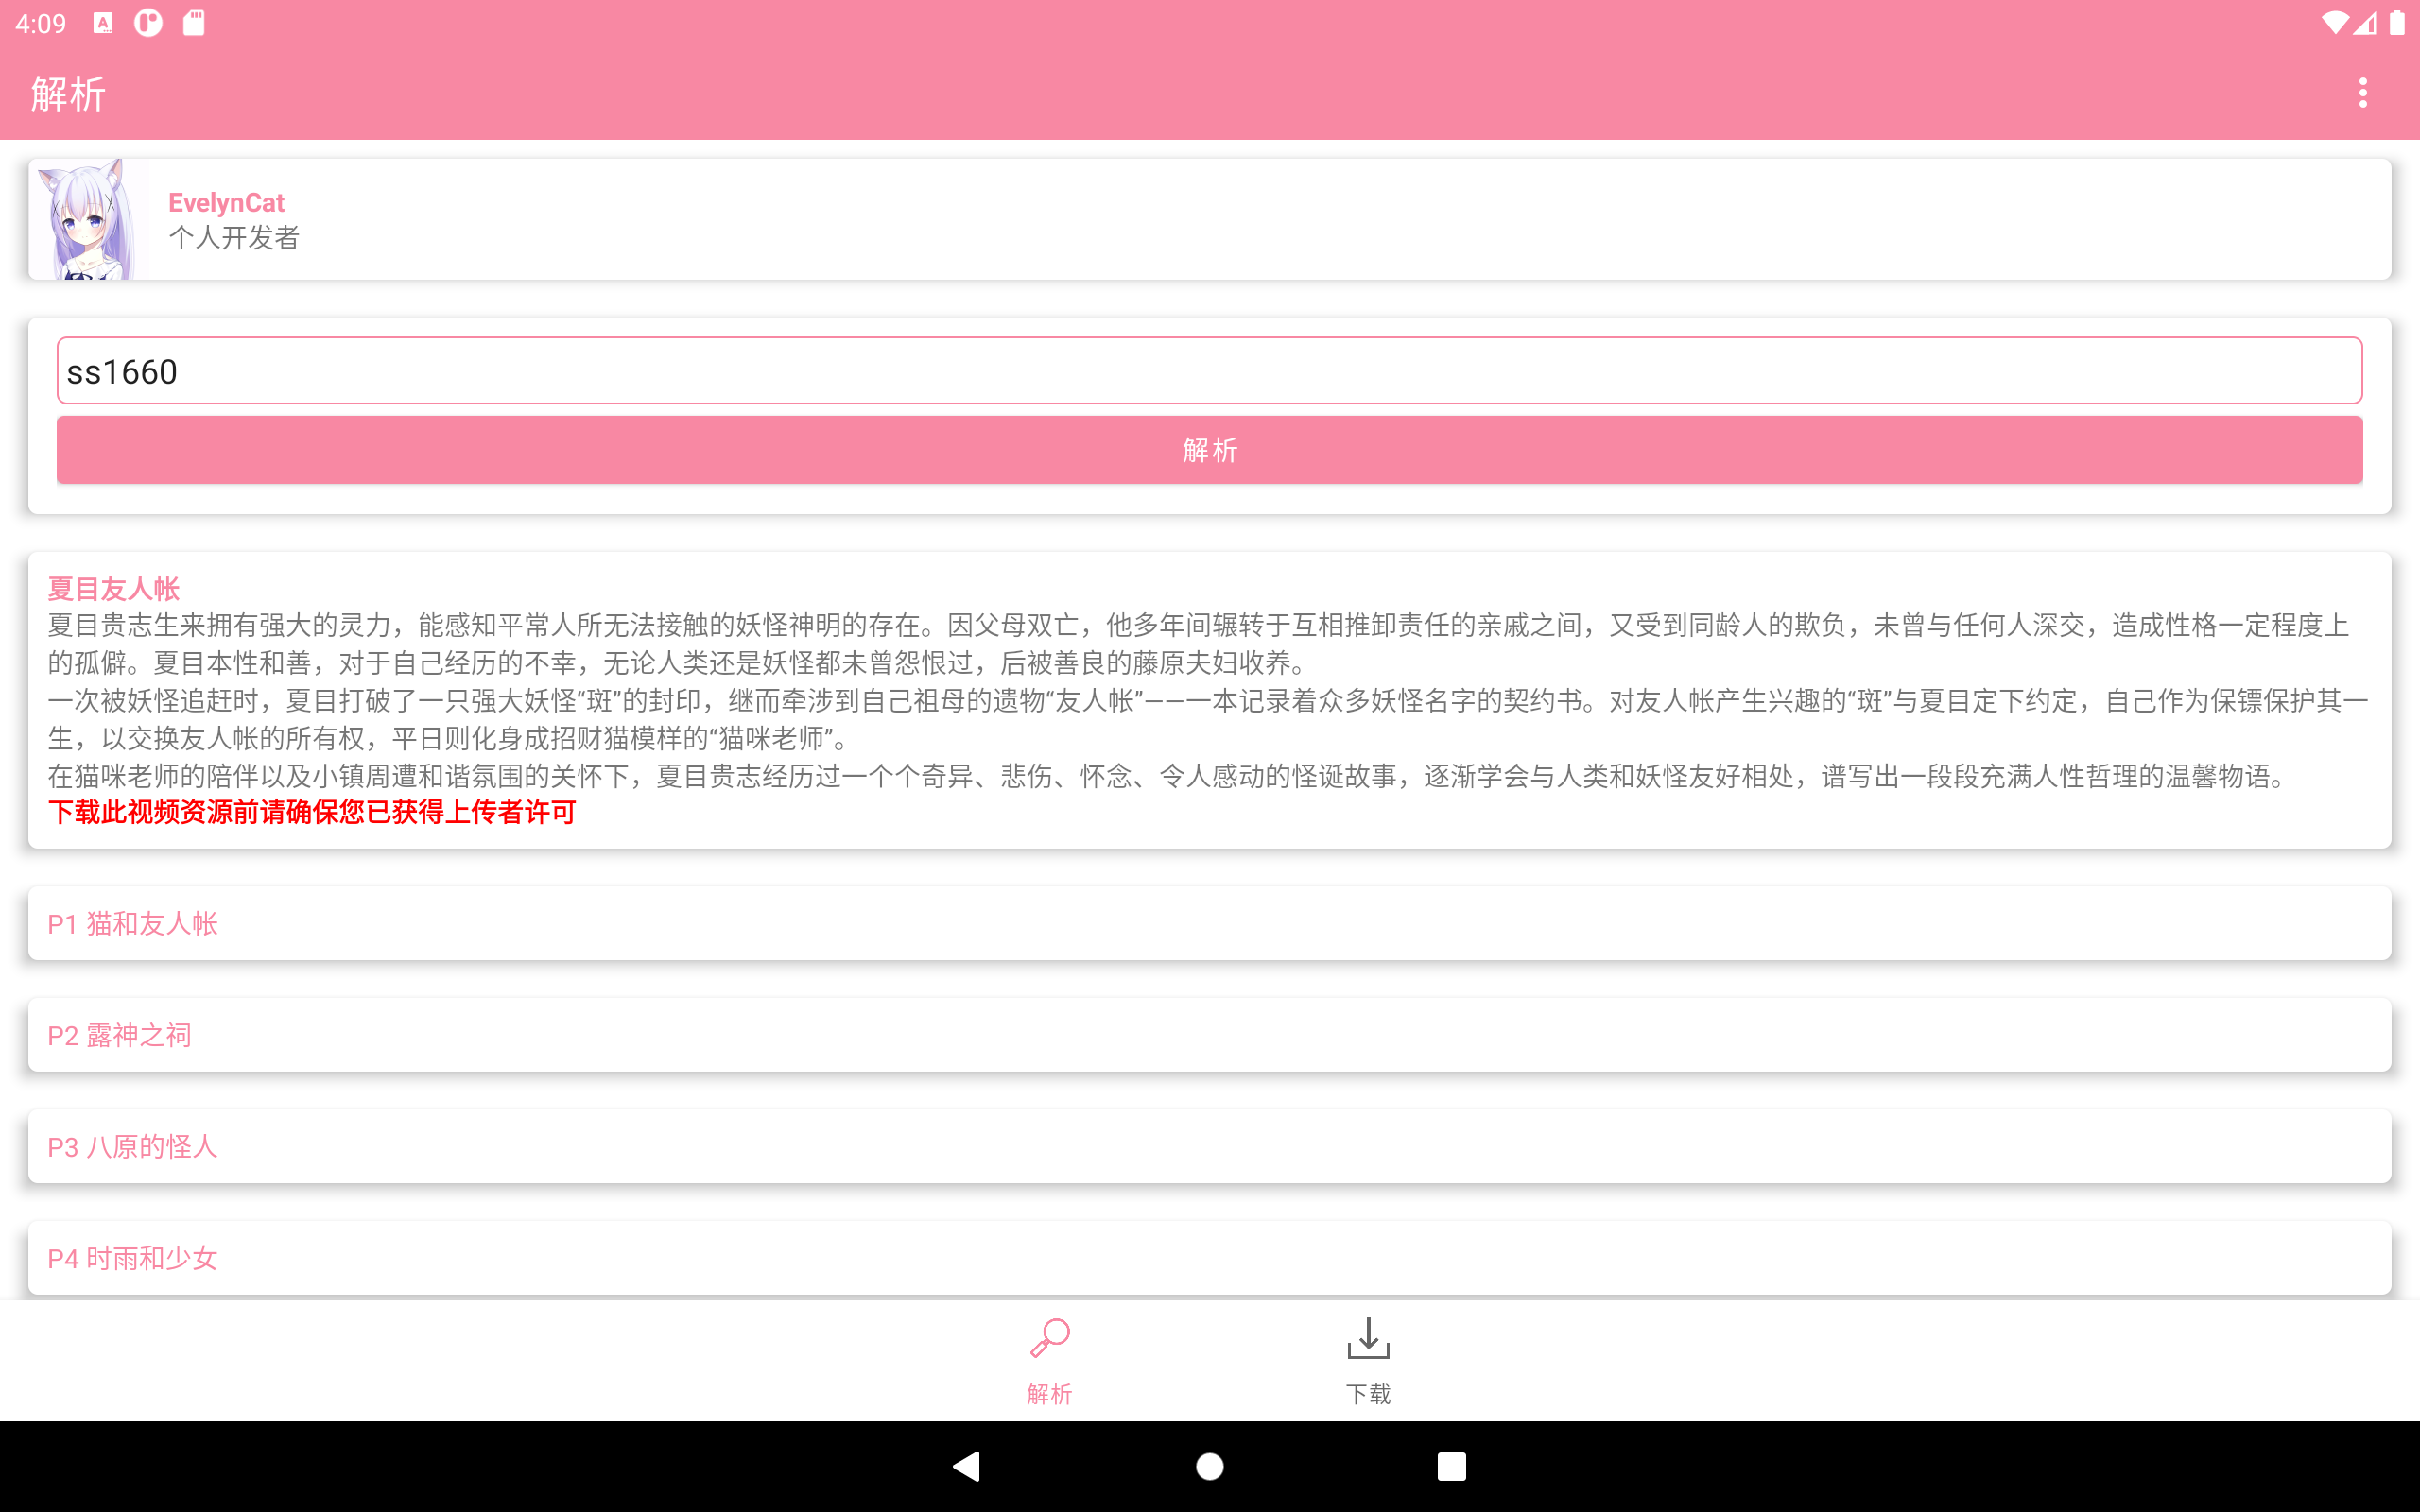 4:09
解析
EvelynCat
个人开发者
ss1660
解析
夏目友人帐
夏目贵志生来拥有强大的灵力，能感知平常人所无法接触的妖怪神明的存在。因父母双亡，他多年间辗转于互相推卸责任的亲戚之间，又受到同龄人的欺负，未曾与任何人深交，造成性格一定程度上
的孤僻。夏目本性和善，对于自己经历的不幸，无论人类还是妖怪都未曾怨恨过，后被善良的藤原夫妇收养。
一次被妖怪追赶时，夏目打破了一只强大妖怪“斑”的封印，继而牵涉到自己祖母的遗物“友人帐”——一本记录着众多妖怪名字的契约书。对友人帐产生兴趣的“斑”与夏目定下约定，自己作为保镖保护其一
生，以交换友人帐的所有权，平日则化身成招财猫模样的“猫咪老师”。
在猫咪老师的陪伴以及小镇周遭和谐氛围的关怀下，夏目贵志经历过一个个奇异、悲伤、怀念、令人感动的怪诞故事，逐渐学会与人类和妖怪友好相处，谱写出一段段充满人性哲理的温馨物语。
下载此视频资源前请确保您已获得上传者许可
P1 猫和友人帐
P2 露神之祠
P3 八原的怪人
P4 时雨和少女
解析
下载